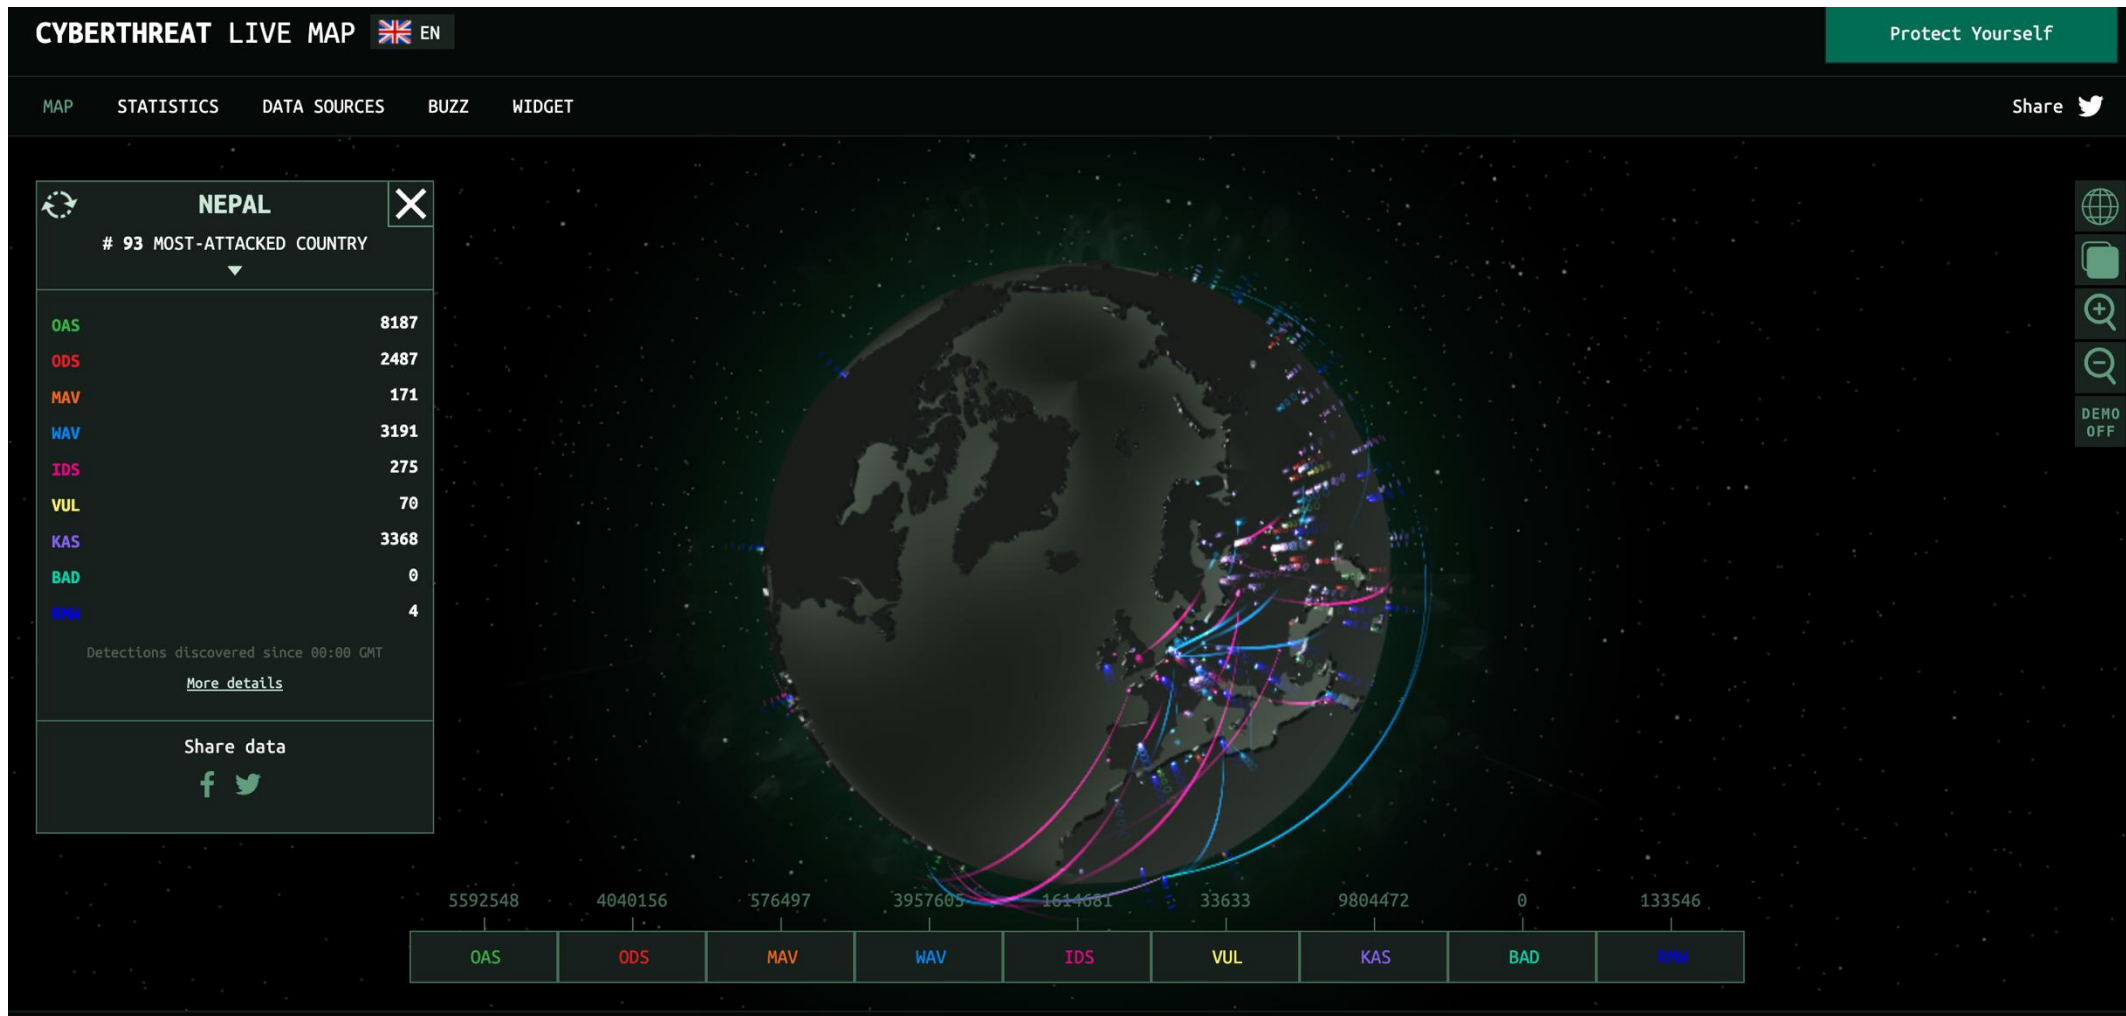 CYBERTHREAT LIVE MAP EN
Protect Yourself
MAP STATISTICS DATA SOURCES BUZZ WIDGET
Share
NEPAL
# 93 MOST-ATTACKED COUNTRY
OAS 8187
ODS 2487
MAV 171
WAV 3191
IDS 275
VUL 70
KAS 3368
BAD 0
RMW 4
Detections discovered since 00:00 GMT
More details
Share data
DEMO
OFF
5592548 4040156 576497 3957605 1614681 33633 9804472 0 133546
OAS ODS MAV WAV IDS VUL KAS BAD RMW